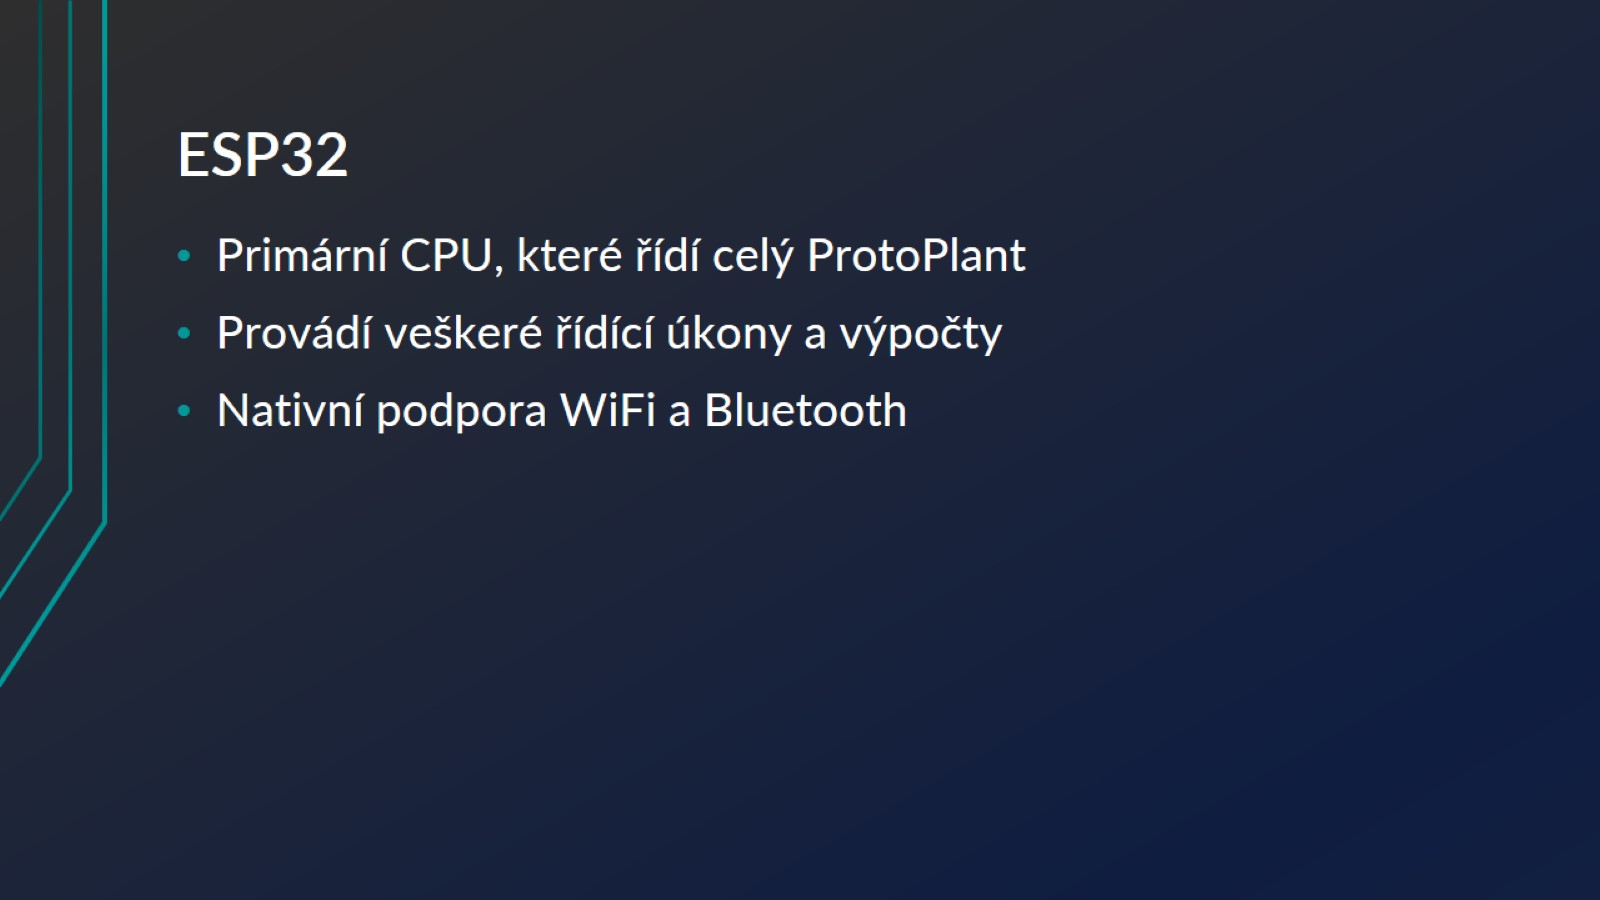 ESP32
• Primární CPU, které řídí celý ProtoPlant
• Provádí veškeré řídící úkony a výpočty
• Nativní podpora WiFi a Bluetooth